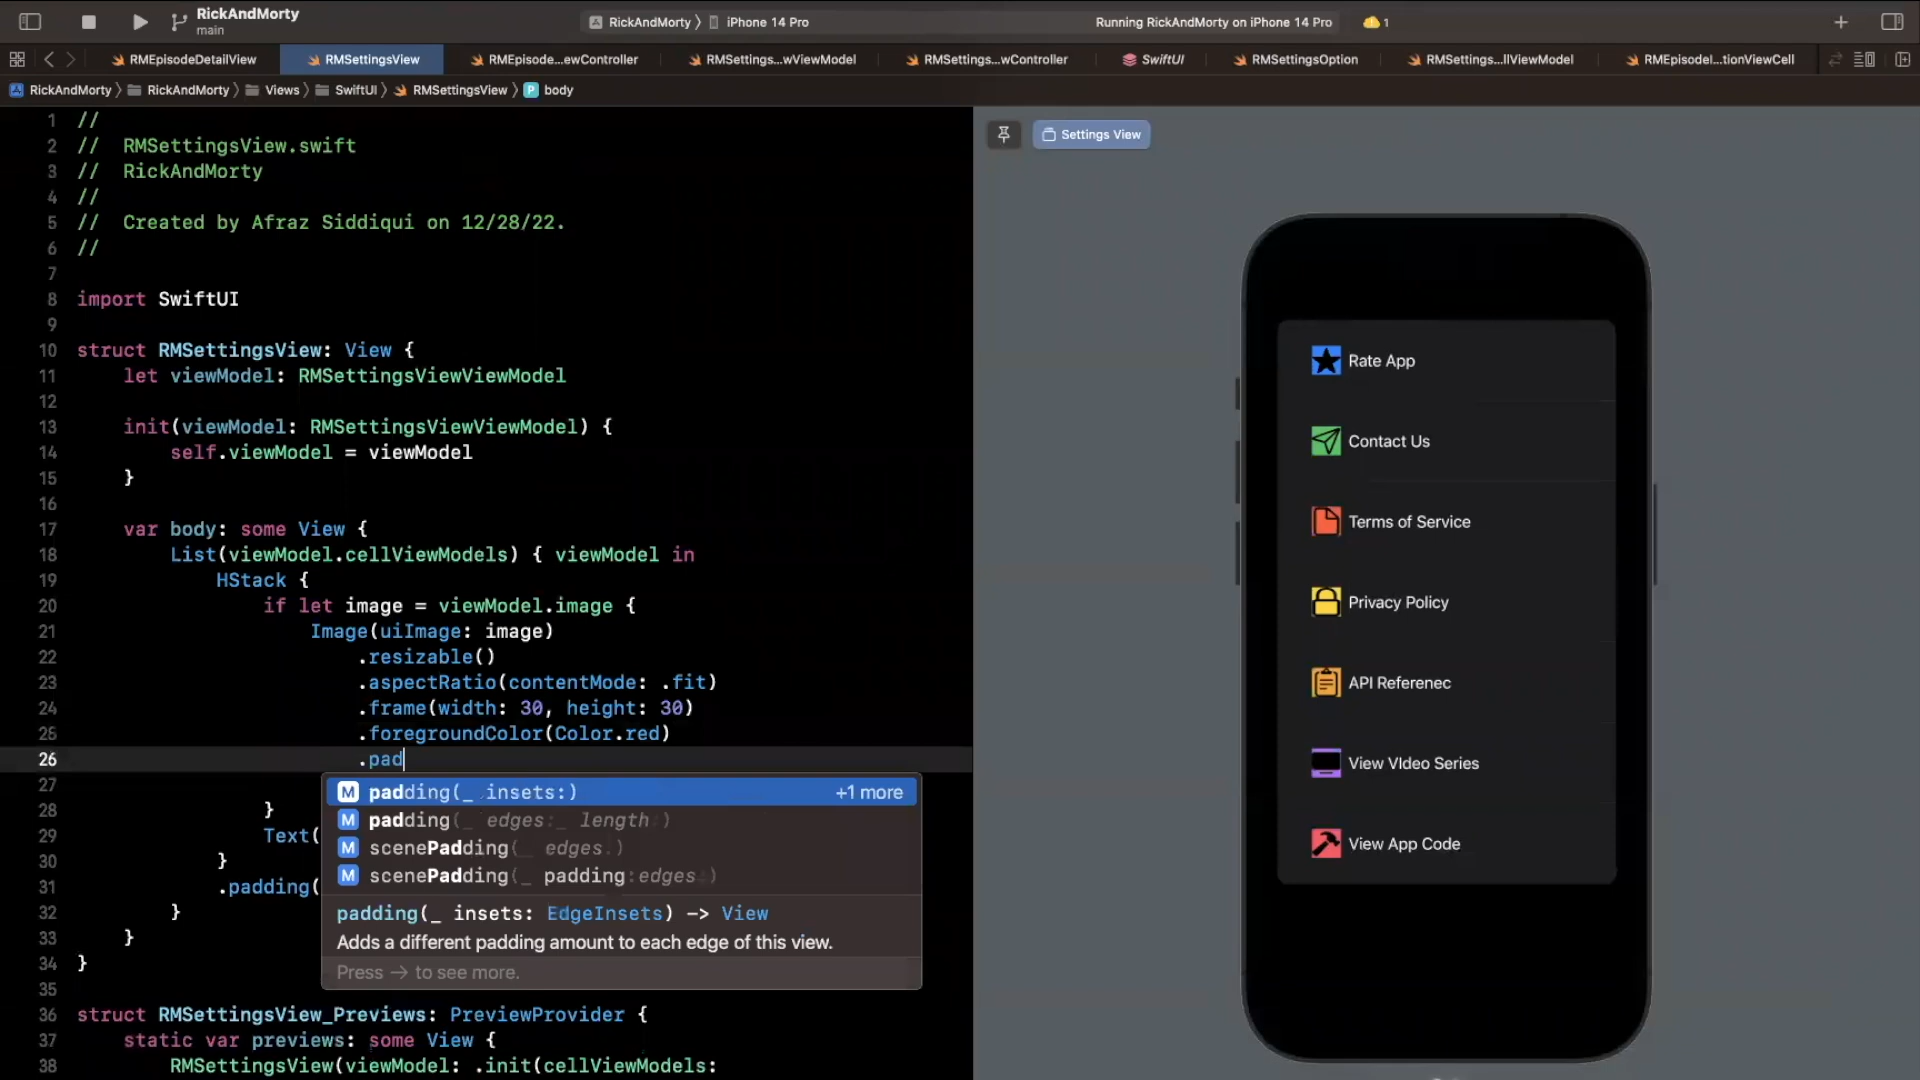 RickAndMorty
main
RickAndMorty
iPhone 14 Pro
Running RickAndMorty on iPhone 14 Pro
1
RMEpisodeDetailView
RMSettingsView
RMEpisode...ewController
RMSettings...wViewModel
RMSettings...wController
SwiftUI
RMSettingsOption
RMSettings...llViewModel
RMEpisodeI...tionViewCell
RickAndMorty
RickAndMorty
Views
SwiftUI
RMSettingsView
P body
1 //
2 // RMSettingsView.swift
3 // RickAndMorty
4 //
5 // Created by Afraz Siddiqui on 12/28/22.
6 //
7
8 import SwiftUI
9
10 struct RMSettingsView: View {
11 let viewModel: RMSettingsViewViewModel
12
13 init(viewModel: RMSettingsViewViewModel) {
14 self.viewModel = viewModel
15 }
16
17 var body: some View {
18 List(viewModel.cellViewModels) { viewModel in
19 HStack {
20 if let image = viewModel.image {
21 Image(uiImage: image)
22 .resizable()
23 .aspectRatio(contentMode: .fit)
24 .frame(width: 30, height: 30)
25 .foregroundColor(Color.red)
26 .pad
27
28 }
29 Text(
30 }
31 .padding(
32 }
33 }
34 }
35
36 struct RMSettingsView_Previews: PreviewProvider {
37 static var previews: some View {
38 RMSettingsView(viewModel: .init(cellViewModels:
M padding(_ insets:) +1 more
M padding(_ edges:_ length:)
M scenePadding(_ edges:)
M scenePadding(_ padding:edges:)
padding(_ insets: EdgeInsets) -> View
Adds a different padding amount to each edge of this view.
Press → to see more.
Settings View
Rate App
Contact Us
Terms of Service
Privacy Policy
API Referenec
View VIdeo Series
View App Code